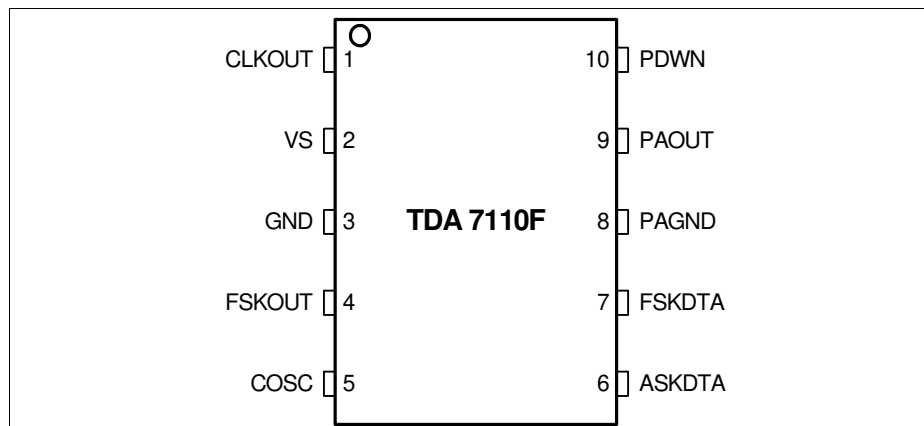 CLKOUT 1 10 PDWN
VS 2 9 PAOUT
GND 3 TDA 7110F 8 PAGND
FSKOUT 4 7 FSKDTA
COSC 5 6 ASKDTA